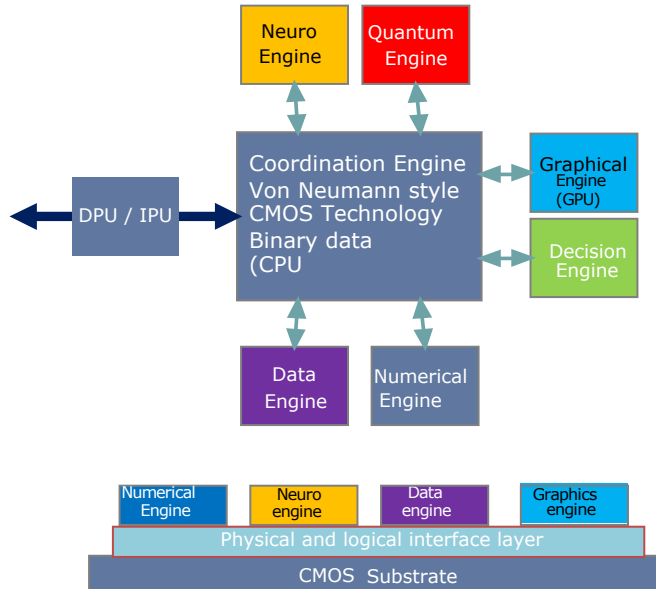 Neuro
Engine
Quantum
Engine
Coordination Engine
Von Neumann style
CMOS Technology
Binary data
(CPU
Graphical
Engine
(GPU)
DPU / IPU
Decision
Engine
Data
Engine
Numerical
Engine
Numerical
Engine
Neuro
engine
Data
engine
Graphics
engine
Physical and logical interface layer
CMOS Substrate